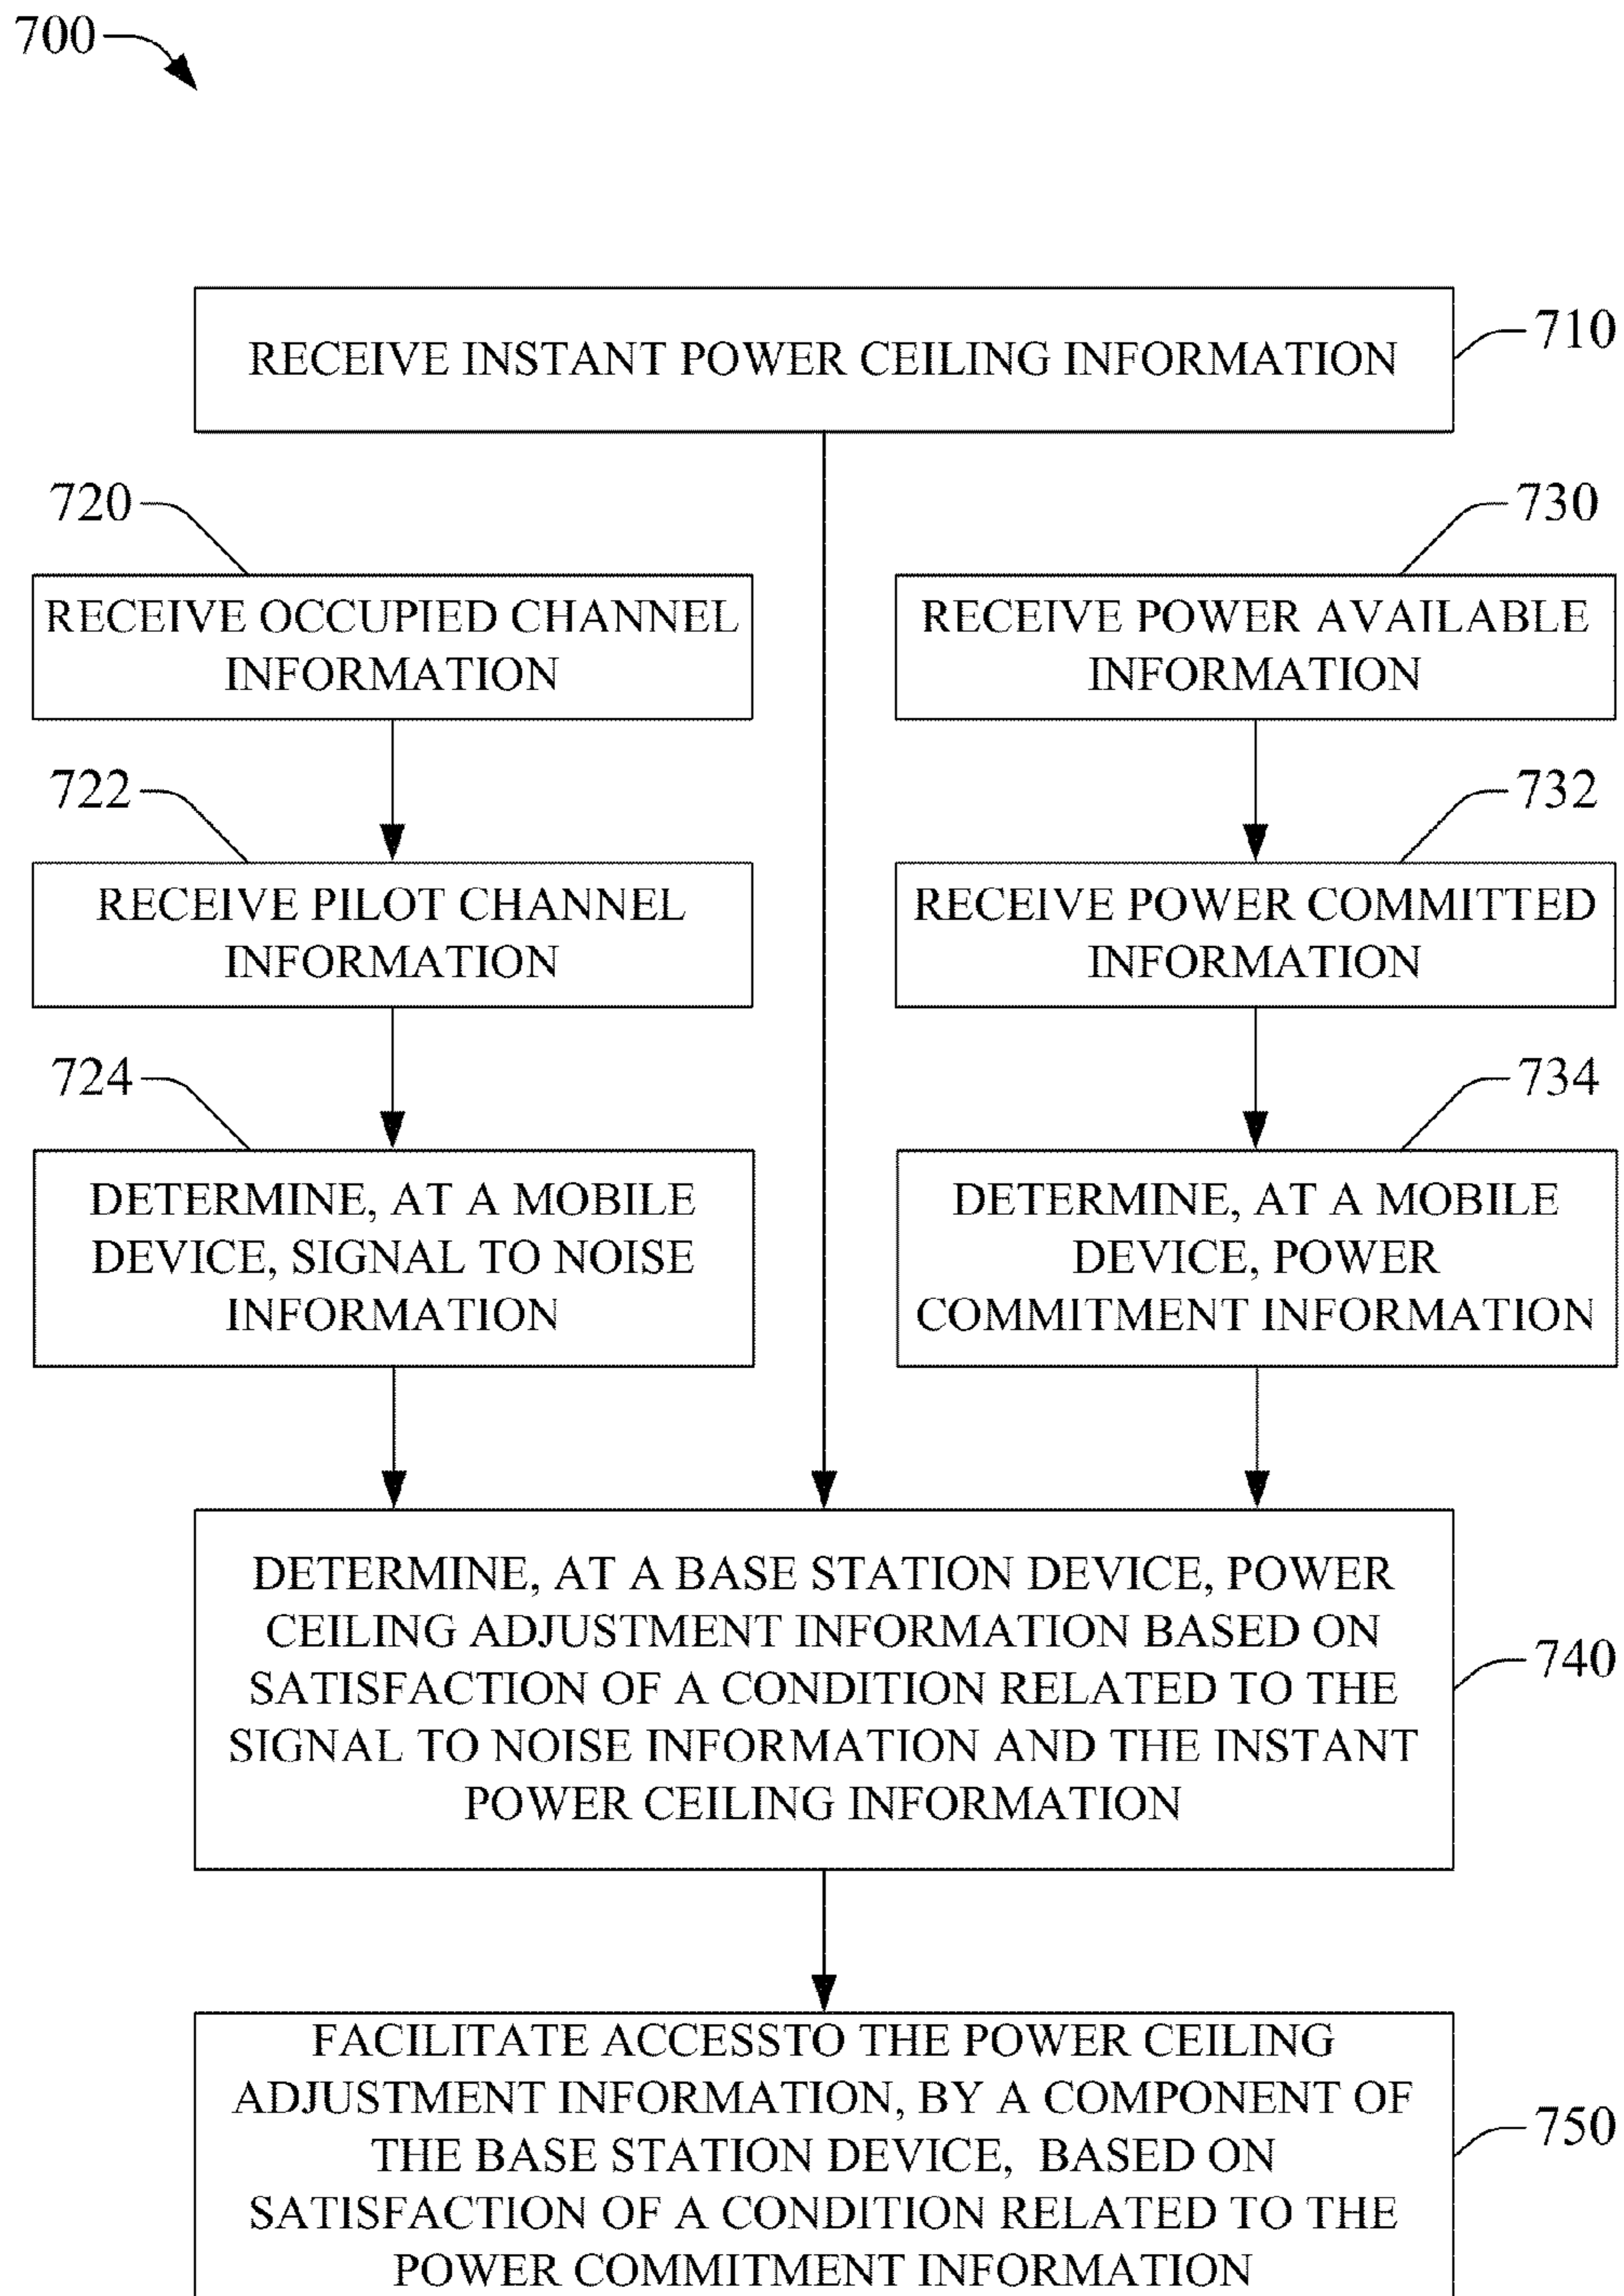 700
RECEIVE INSTANT POWER CEILING INFORMATION
710
720
RECEIVE OCCUPIED CHANNEL
INFORMATION
722
RECEIVE PILOT CHANNEL
INFORMATION
724
DETERMINE, AT A MOBILE
DEVICE, SIGNAL TO NOISE
INFORMATION
730
RECEIVE POWER AVAILABLE
INFORMATION
732
RECEIVE POWER COMMITTED
INFORMATION
734
DETERMINE, AT A MOBILE
DEVICE, POWER
COMMITMENT INFORMATION
DETERMINE, AT A BASE STATION DEVICE, POWER
CEILING ADJUSTMENT INFORMATION BASED ON
SATISFACTION OF A CONDITION RELATED TO THE
SIGNAL TO NOISE INFORMATION AND THE INSTANT
POWER CEILING INFORMATION
740
FACILITATE ACCESSTO THE POWER CEILING
ADJUSTMENT INFORMATION, BY A COMPONENT OF
THE BASE STATION DEVICE,  BASED ON
SATISFACTION OF A CONDITION RELATED TO THE
POWER COMMITMENT INFORMATION
750